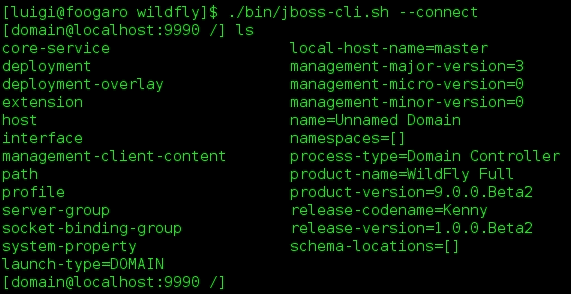 [luigi@foogaro wildfly]$ ./bin/jboss-cli.sh --connect
[domain@localhost:9990 /] ls
core-service local-host-name=master
deployment management-major-version=3
deployment-overlay management-micro-version=0
extension management-minor-version=0
host name=Unnamed Domain
interface namespaces=[]
management-client-content process-type=Domain Controller
path product-name=WildFly Full
profile product-version=9.0.0.Beta2
server-group release-codename=Kenny
socket-binding-group release-version=1.0.0.Beta2
system-property schema-locations=[]
launch-type=DOMAIN
[domain@localhost:9990 /]